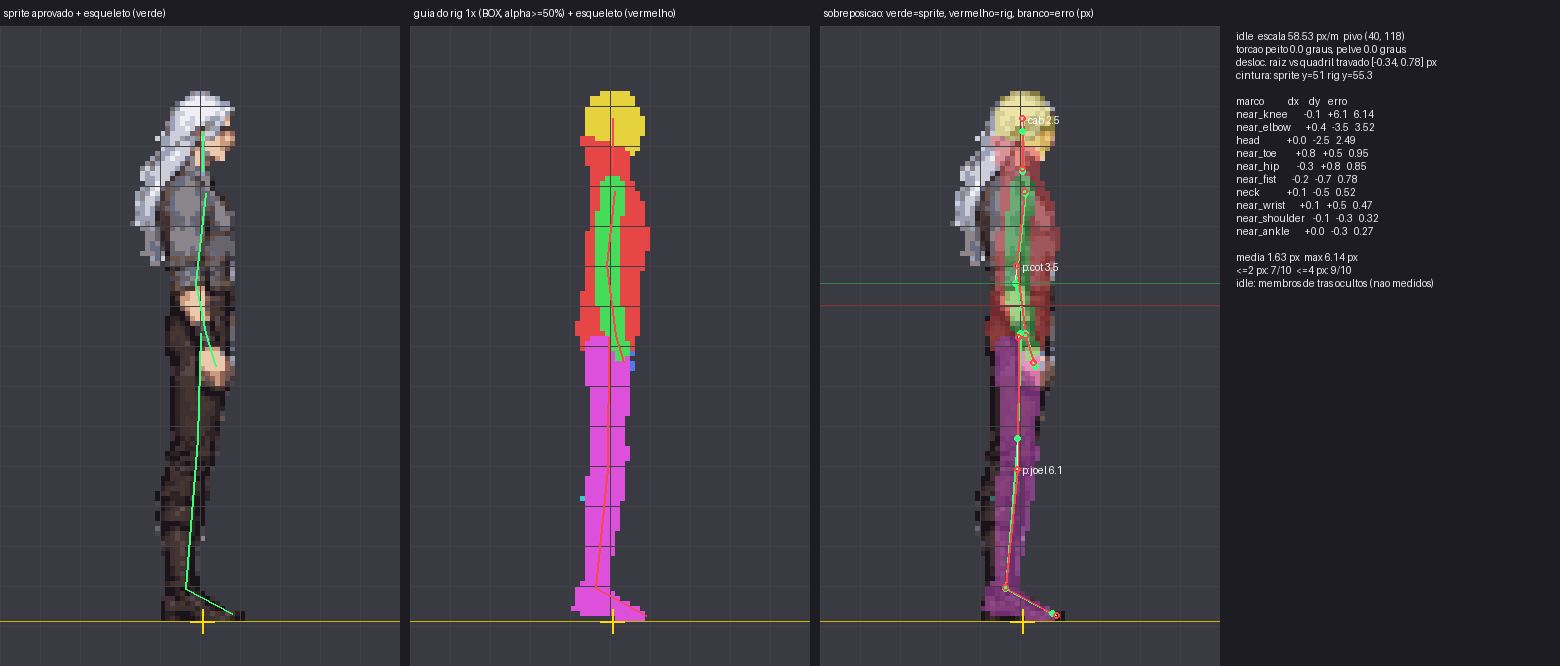 sprite aprovado + esqueleto (verde)
guia do rig 1x (BOX, alpha>=50%) + esqueleto (vermelho)
sobreposicao: verde=sprite, vermelho=rig, branco=erro (px)
idle escala 58.53 px/m pivo (40, 118)
torcao peito 0.0 graus, pelve 0.0 graus
desloc. raiz vs quadril travado [-0.34, 0.78] px
cintura: sprite y=51 rig y=55.3
marco dx dy erro
near_knee -0.1 +6.1 6.14
near_elbow +0.4 -3.5 3.52
head +0.0 -2.5 2.49
near_toe +0.8 +0.5 0.95
near_hip -0.3 +0.8 0.85
near_fist -0.2 -0.7 0.78
neck +0.1 -0.5 0.52
near_wrist +0.1 +0.5 0.47
near_shoulder -0.1 -0.3 0.32
near_ankle +0.0 -0.3 0.27
media 1.63 px max 6.14 px
<=2 px: 7/10 <=4 px: 9/10
idle: membros de tras ocultos (nao medidos)
cab 2.5
p:cot 3.5
p:joel 6.1